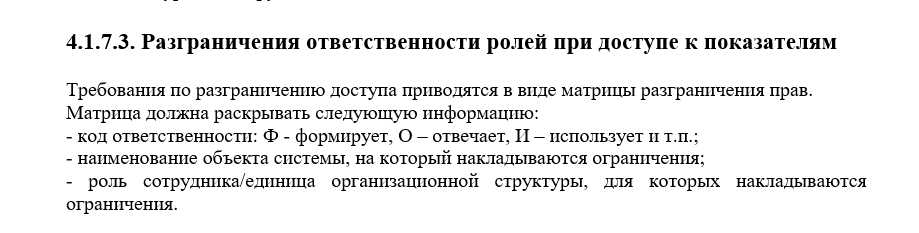 4.1.7.3. Разграничения ответственности ролей при доступе к показателям
Требования по разграничению доступа приводятся в виде матрицы разграничения прав.
Матрица должна раскрывать следующую информацию:
- код ответственности: Ф - формирует, О – отвечает, И – использует и т.п.;
- наименование объекта системы, на который накладываются ограничения;
- роль сотрудника/единица организационной структуры, для которых накладываются
ограничения.